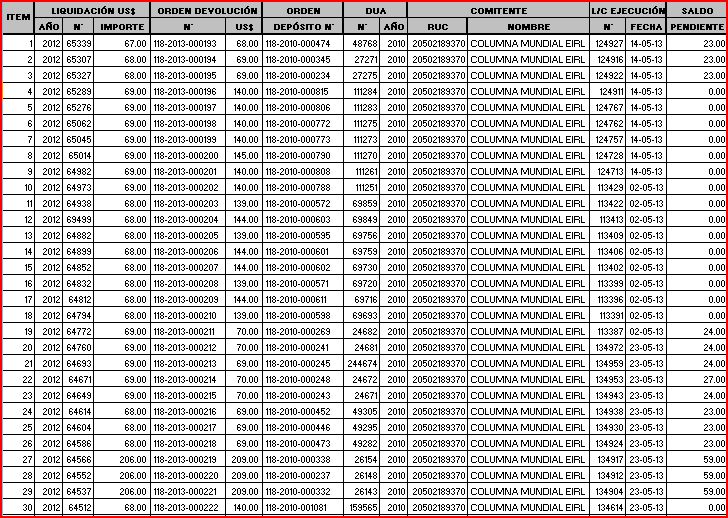 ITEM LIQUIDACIÓN US$ ORDEN DEVOLUCIÓN ORDEN DUA COMITENTE L/C EJECUCIÓN SALDO
AÑO N° IMPORTE N° US$ DEPÓSITO N° N° AÑO RUC NOMBRE N° FECHA PENDIENTE
1 2012 65339 67.00 118-2013-000193 68.00 118-2010-000474 48768 2010 20502189370 COLUMNA MUNDIAL EIRL 124927 14-05-13 23.00
2 2012 65307 68.00 118-2013-000194 69.00 118-2010-000345 27271 2010 20502189370 COLUMNA MUNDIAL EIRL 124916 14-05-13 23.00
3 2012 65327 68.00 118-2013-000195 69.00 118-2010-000234 27275 2010 20502189370 COLUMNA MUNDIAL EIRL 124922 14-05-13 23.00
4 2012 65289 69.00 118-2013-000196 140.00 118-2010-000815 111284 2010 20502189370 COLUMNA MUNDIAL EIRL 124911 14-05-13 0.00
5 2012 65276 69.00 118-2013-000197 140.00 118-2010-000806 111283 2010 20502189370 COLUMNA MUNDIAL EIRL 124767 14-05-13 0.00
6 2012 65062 69.00 118-2013-000198 140.00 118-2010-000772 111275 2010 20502189370 COLUMNA MUNDIAL EIRL 124762 14-05-13 0.00
7 2012 65045 69.00 118-2013-000199 140.00 118-2010-000773 111273 2010 20502189370 COLUMNA MUNDIAL EIRL 124757 14-05-13 0.00
8 2012 65014 69.00 118-2013-000200 145.00 118-2010-000790 111270 2010 20502189370 COLUMNA MUNDIAL EIRL 124728 14-05-13 0.00
9 2012 64982 69.00 118-2013-000201 140.00 118-2010-000808 111261 2010 20502189370 COLUMNA MUNDIAL EIRL 124713 14-05-13 0.00
10 2012 64973 69.00 118-2013-000202 140.00 118-2010-000788 111251 2010 20502189370 COLUMNA MUNDIAL EIRL 113429 02-05-13 0.00
11 2012 64938 68.00 118-2013-000203 139.00 118-2010-000572 69859 2010 20502189370 COLUMNA MUNDIAL EIRL 113422 02-05-13 0.00
12 2012 69499 68.00 118-2013-000204 144.00 118-2010-000603 69849 2010 20502189370 COLUMNA MUNDIAL EIRL 113413 02-05-13 0.00
13 2012 64882 68.00 118-2013-000205 139.00 118-2010-000595 69756 2010 20502189370 COLUMNA MUNDIAL EIRL 113409 02-05-13 0.00
14 2012 64899 68.00 118-2013-000206 144.00 118-2010-000601 69759 2010 20502189370 COLUMNA MUNDIAL EIRL 113406 02-05-13 0.00
15 2012 64852 68.00 118-2013-000207 144.00 118-2010-000602 69730 2010 20502189370 COLUMNA MUNDIAL EIRL 113402 02-05-13 0.00
16 2012 64832 68.00 118-2013-000208 139.00 118-2010-000571 69720 2010 20502189370 COLUMNA MUNDIAL EIRL 113399 02-05-13 0.00
17 2012 64812 68.00 118-2013-000209 144.00 118-2010-000611 69716 2010 20502189370 COLUMNA MUNDIAL EIRL 113396 02-05-13 0.00
18 2012 64794 68.00 118-2013-000210 139.00 118-2010-000598 69693 2010 20502189370 COLUMNA MUNDIAL EIRL 113391 02-05-13 0.00
19 2012 64772 69.00 118-2013-000211 70.00 118-2010-000269 24682 2010 20502189370 COLUMNA MUNDIAL EIRL 113387 02-05-13 24.00
20 2012 64760 69.00 118-2013-000212 70.00 118-2010-000241 24681 2010 20502189370 COLUMNA MUNDIAL EIRL 134972 23-05-13 24.00
21 2012 64693 69.00 118-2013-000213 70.00 118-2010-000245 244674 2010 20502189370 COLUMNA MUNDIAL EIRL 134959 23-05-13 24.00
22 2012 64671 69.00 118-2013-000214 70.00 118-2010-000248 24672 2010 20502189370 COLUMNA MUNDIAL EIRL 134953 23-05-13 27.00
23 2012 64649 69.00 118-2013-000215 70.00 118-2010-000243 24671 2010 20502189370 COLUMNA MUNDIAL EIRL 134943 23-05-13 24.00
24 2012 64614 68.00 118-2013-000216 69.00 118-2010-000452 49305 2010 20502189370 COLUMNA MUNDIAL EIRL 134938 23-05-13 23.00
25 2012 64604 68.00 118-2013-000217 69.00 118-2010-000446 49295 2010 20502189370 COLUMNA MUNDIAL EIRL 134930 23-05-13 23.00
26 2012 64586 68.00 118-2013-000218 69.00 118-2010-000473 49282 2010 20502189370 COLUMNA MUNDIAL EIRL 134924 23-05-13 23.00
27 2012 64566 206.00 118-2013-000219 209.00 118-2010-000338 26154 2010 20502189370 COLUMNA MUNDIAL EIRL 134917 23-05-13 59.00
28 2012 64552 206.00 118-2013-000220 209.00 118-2010-000237 26148 2010 20502189370 COLUMNA MUNDIAL EIRL 134912 23-05-13 59.00
29 2012 64537 206.00 118-2013-000221 209.00 118-2010-000332 26143 2010 20502189370 COLUMNA MUNDIAL EIRL 134904 23-05-13 59.00
30 2012 64512 68.00 118-2013-000222 140.00 118-2010-001081 159565 2010 20502189370 COLUMNA MUNDIAL EIRL 134614 23-05-13 0.00